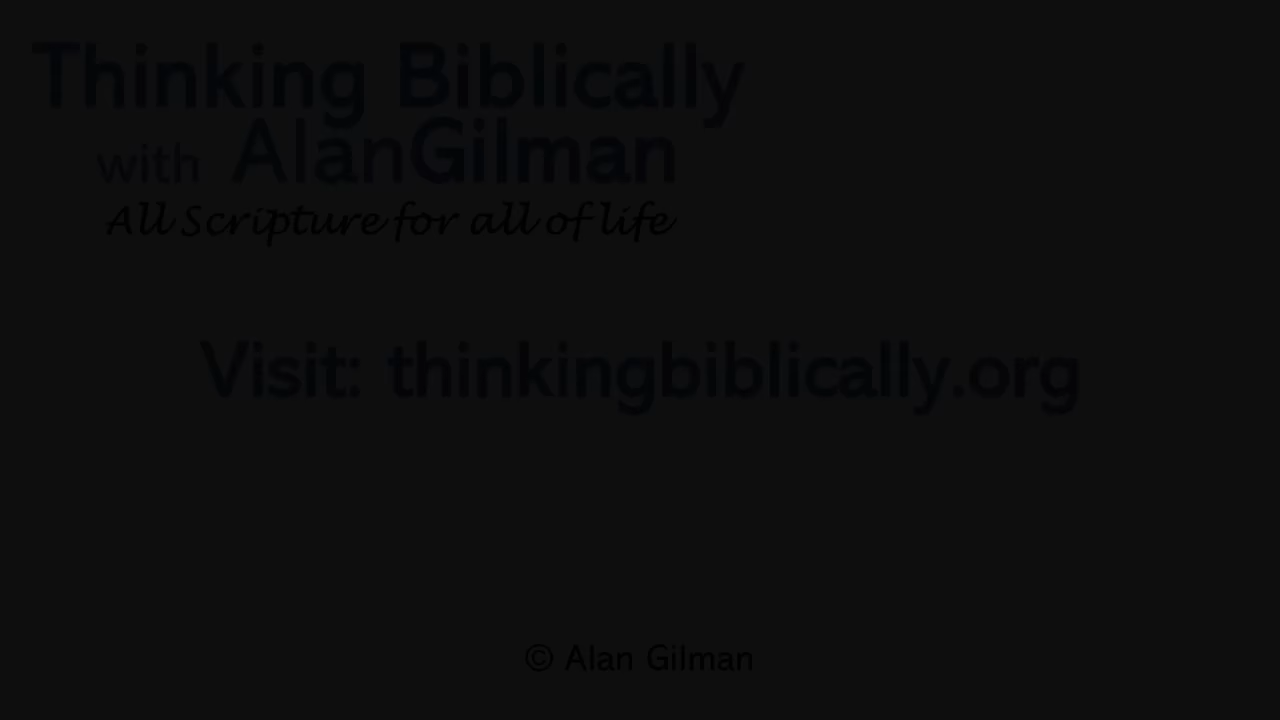 Thinking Biblically
with AlanGilman
All Scripture for all of life
Visit: thinkingbiblically.org
© Alan Gilman